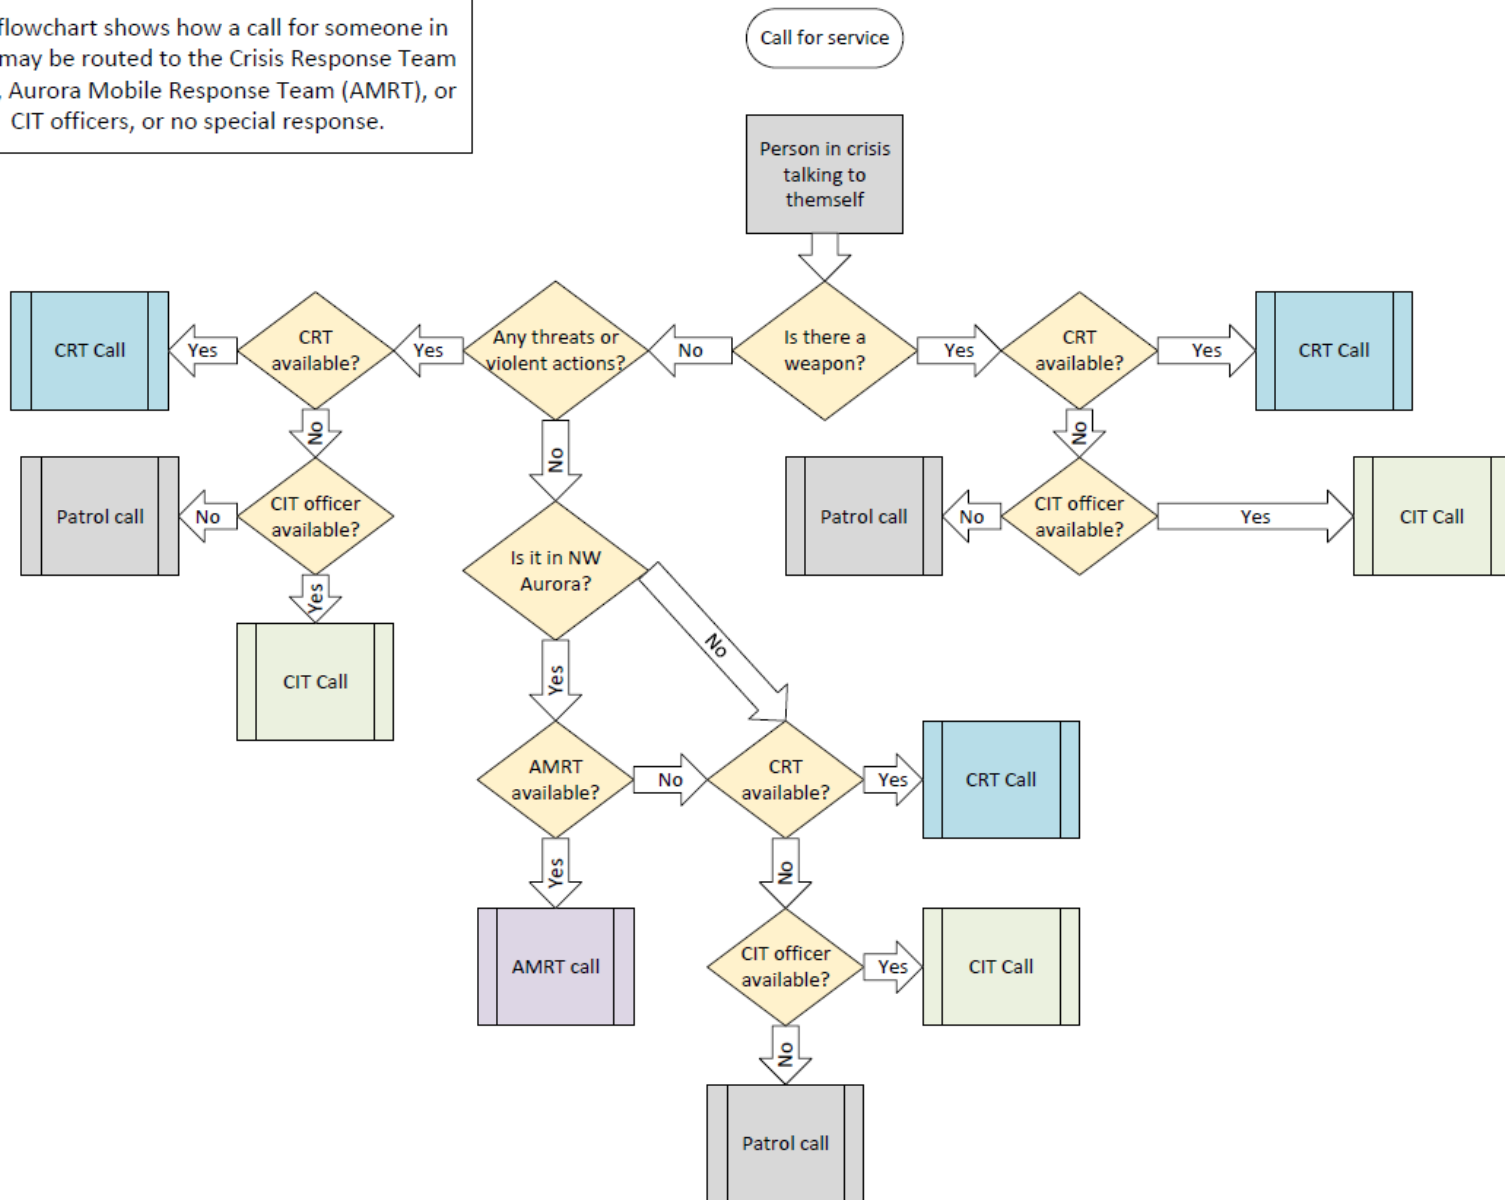 flowchart shows how a call for someone in
may be routed to the Crisis Response Team
, Aurora Mobile Response Team (AMRT), or
CIT officers, or no special response.
Call for service
Person in crisis
talking to
themself
CRT Call
Yes
CRT
available?
Yes
Any threats or
violent actions?
No
Is there a
weapon?
Yes
CRT
available?
Yes
CRT Call
No
No
No
Patrol call
No
CIT officer
available?
Patrol call
No
CIT officer
available?
Yes
CIT Call
Is it in NW
Aurora?
Yes
No
CIT Call
Yes
AMRT
available?
No
CRT
available?
Yes
CRT Call
Yes
No
AMRT call
CIT officer
available?
Yes
CIT Call
No
Patrol call